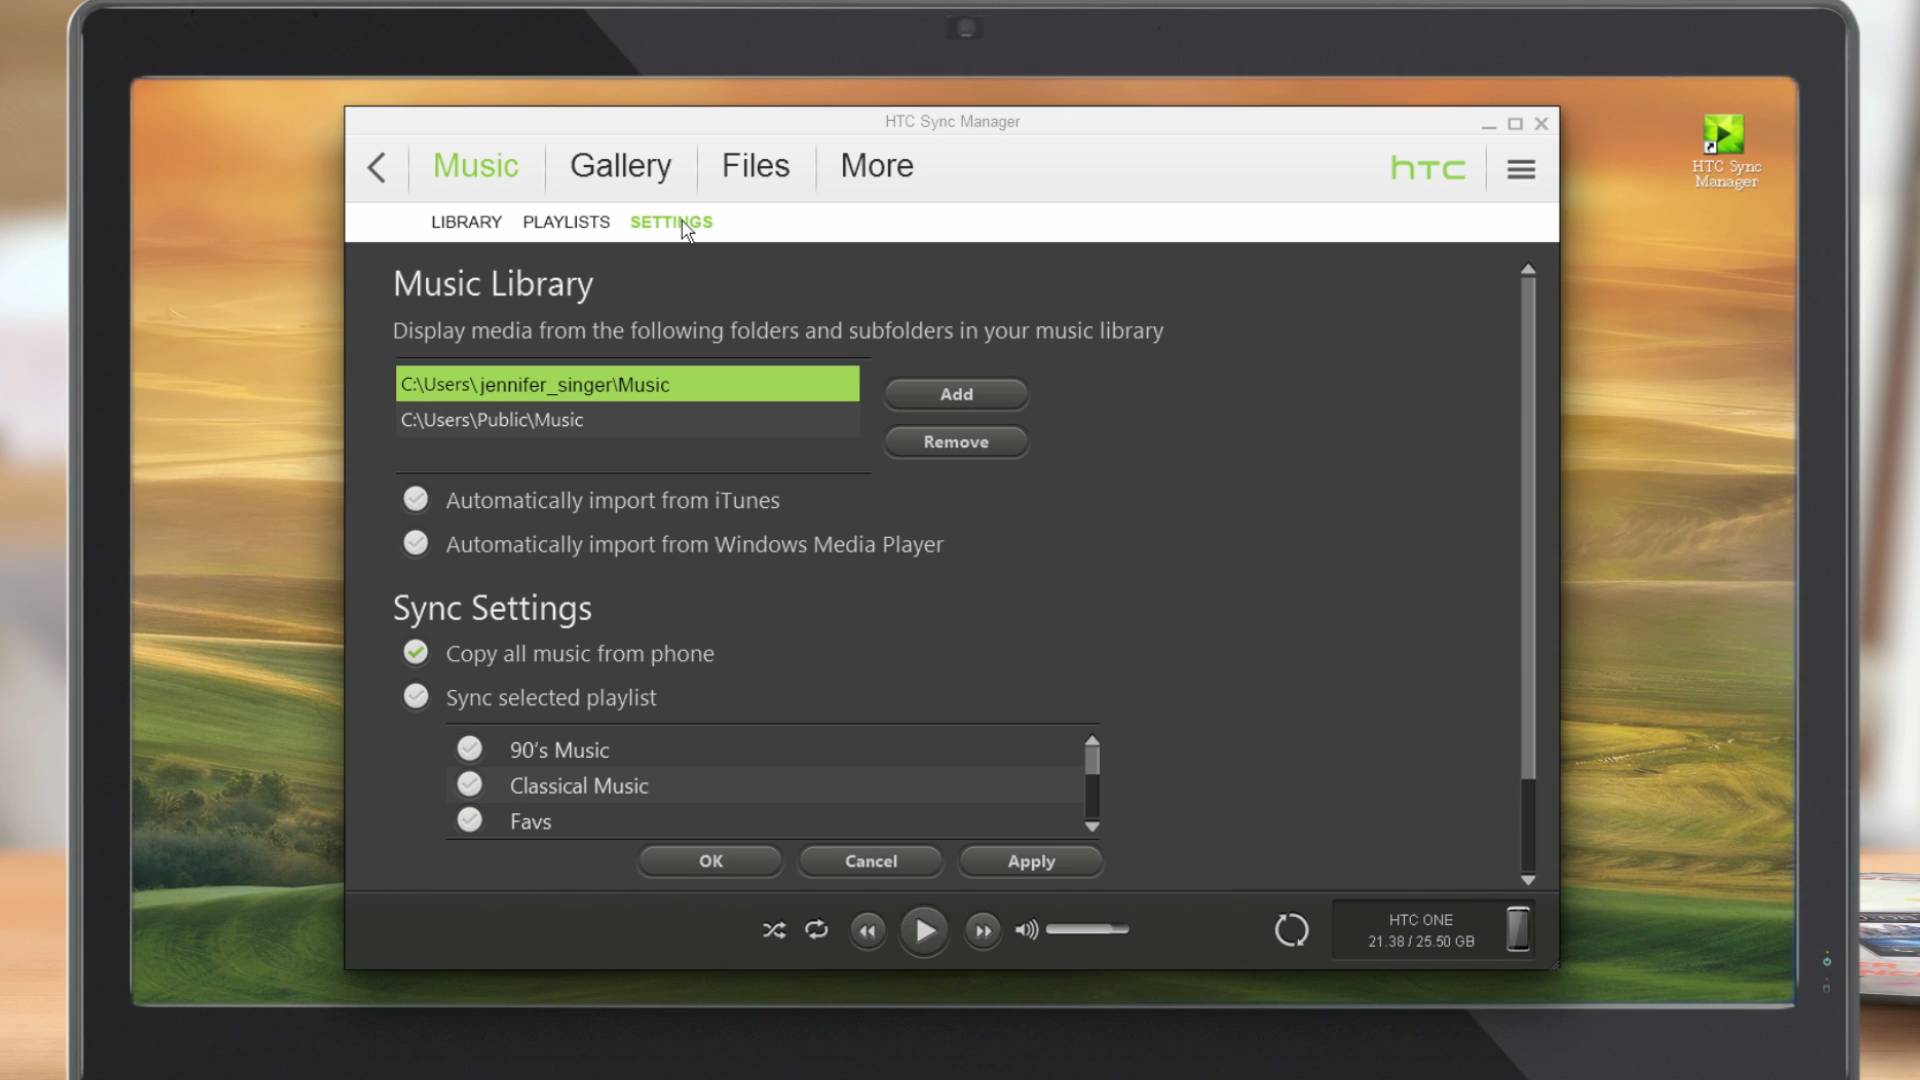 HTC Sync Manager
Music
Gallery
Files
More
hTC
HTC Sync
Manager
LIBRARY
PLAYLISTS
SETTINGS
Music Library
Display media from the following folders and subfolders in your music library
C:\Users\jennifer_singer\Music
C:\Users\Public\Music
Add
Remove
Automatically import from iTunes
Automatically import from Windows Media Player
Sync Settings
Copy all music from phone
Sync selected playlist
90's Music
Classical Music
Favs
OK
Cancel
Apply
HTC ONE
21.38 / 25.50 GB